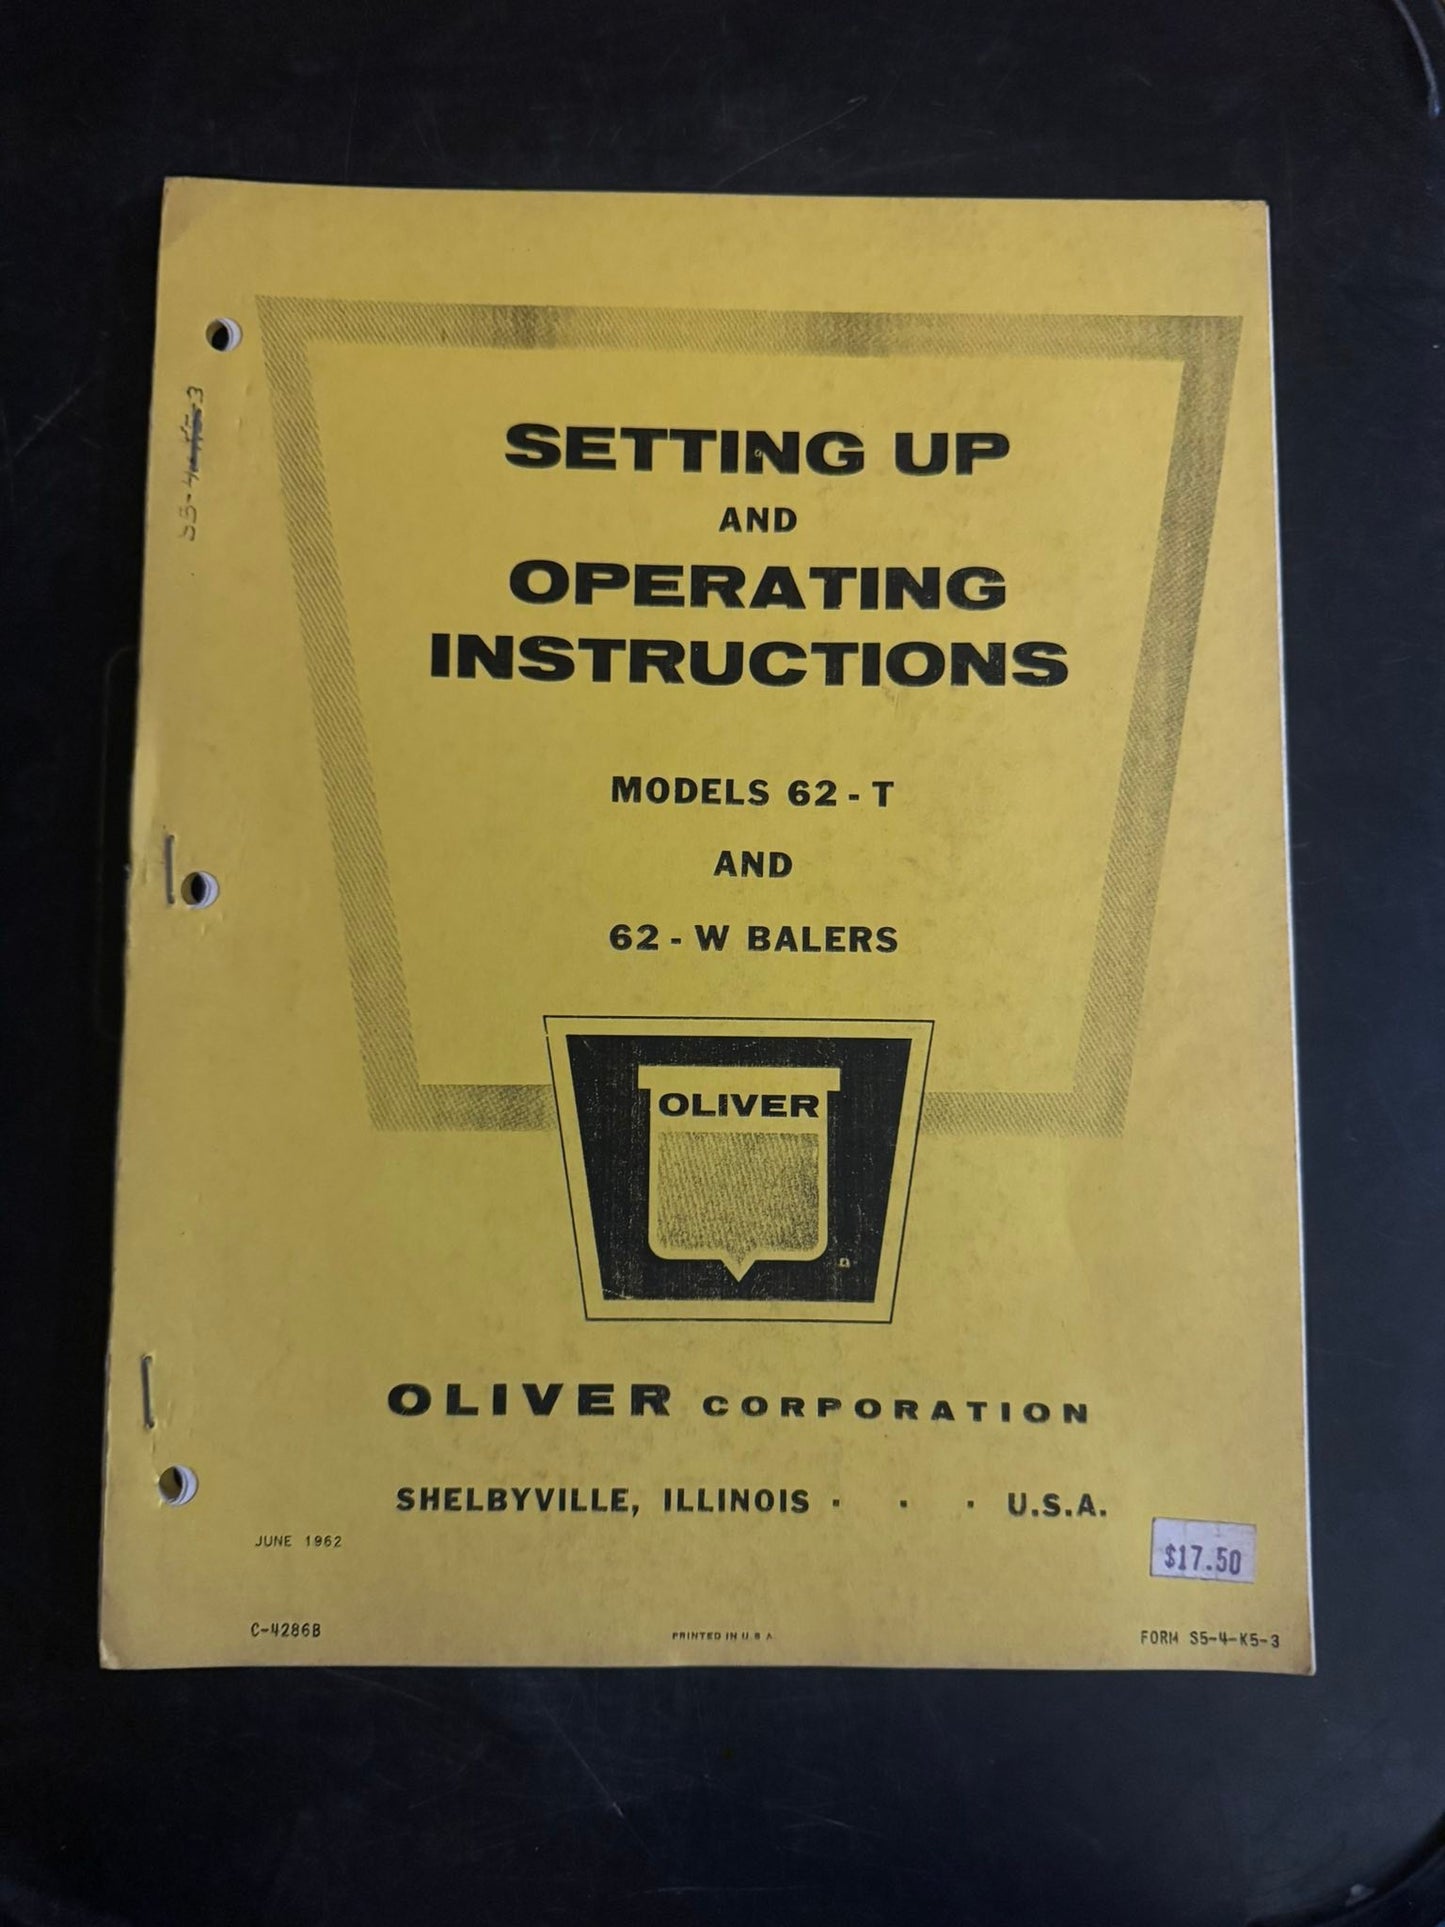 SETTING UP
AND
OPERATING
INSTRUCTIONS
MODELS 62-T
AND
62-W BALERS
OLIVER
OLIVER CORPORATION
SHELBYVILLE, ILLINOIS . . . U.S.A.
JUNE 1962
$17.50
C-4286B
PRINTED IN U.S.A.
FORM S5-4-K5-3